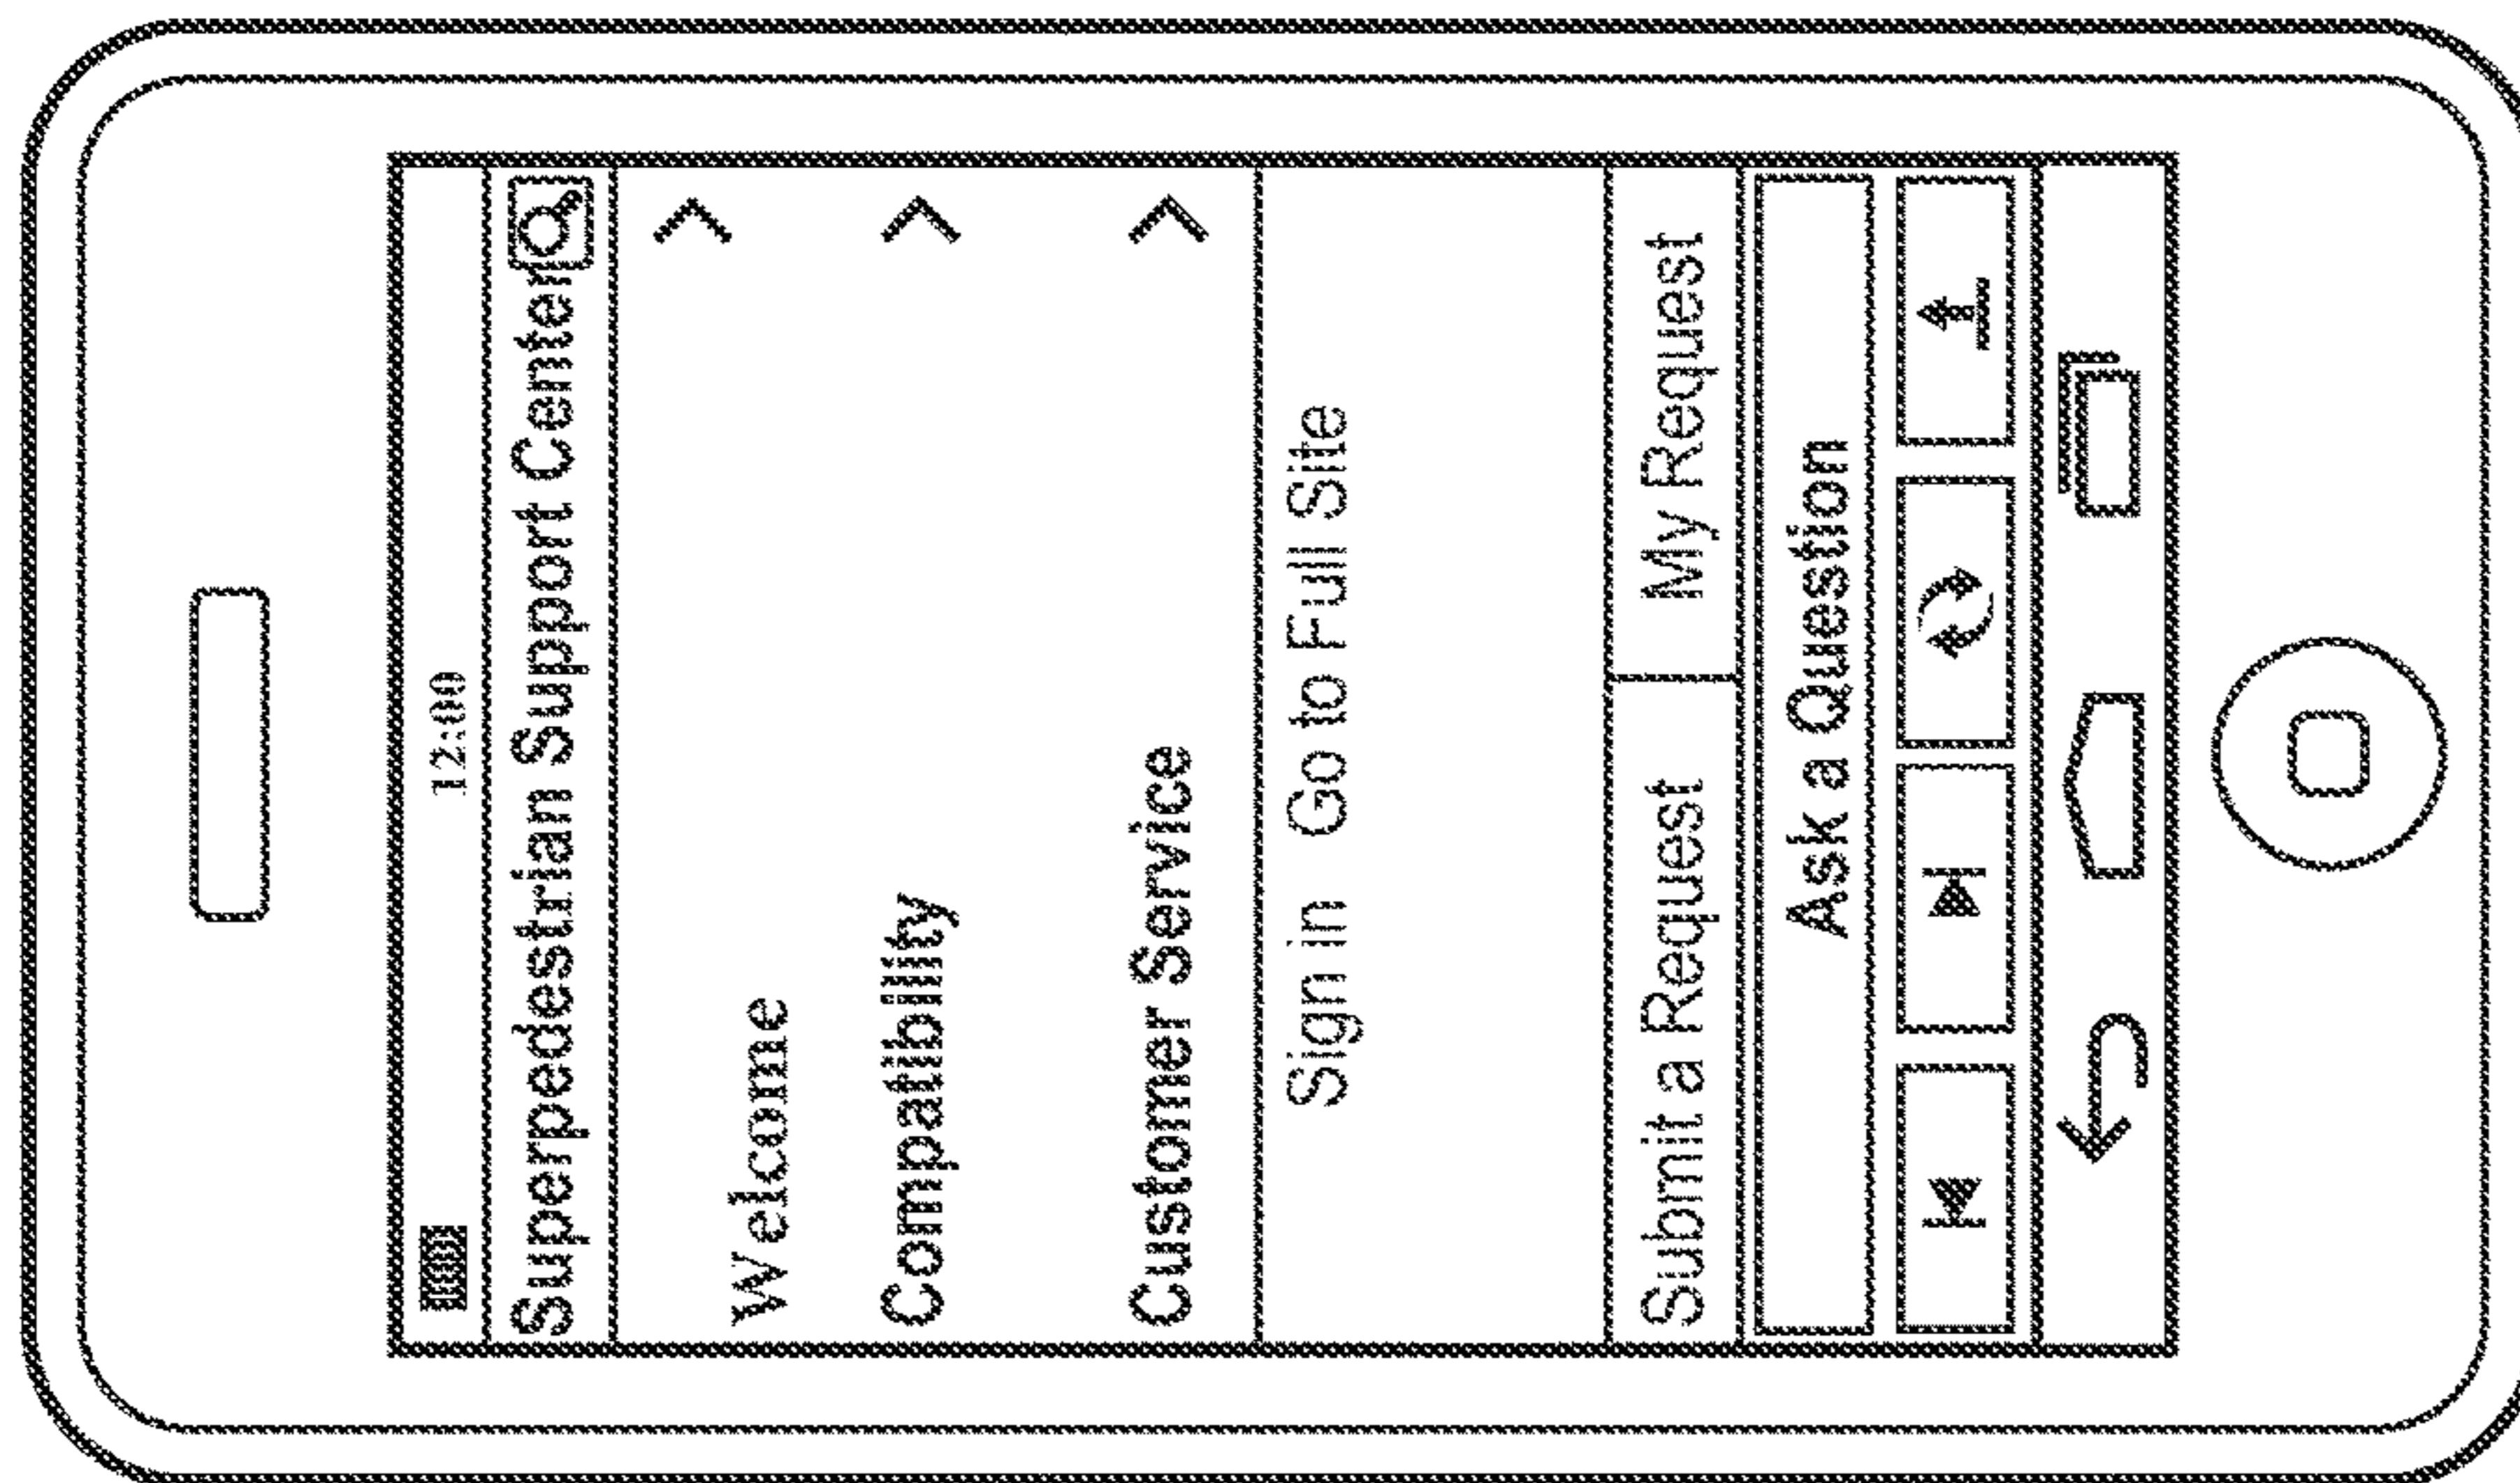 12:00
Superpedestrian Support Center
Welcome
Compatibility
Customer Service
Sign in Go to Full Site
Submit a Request My Request
Ask a Question